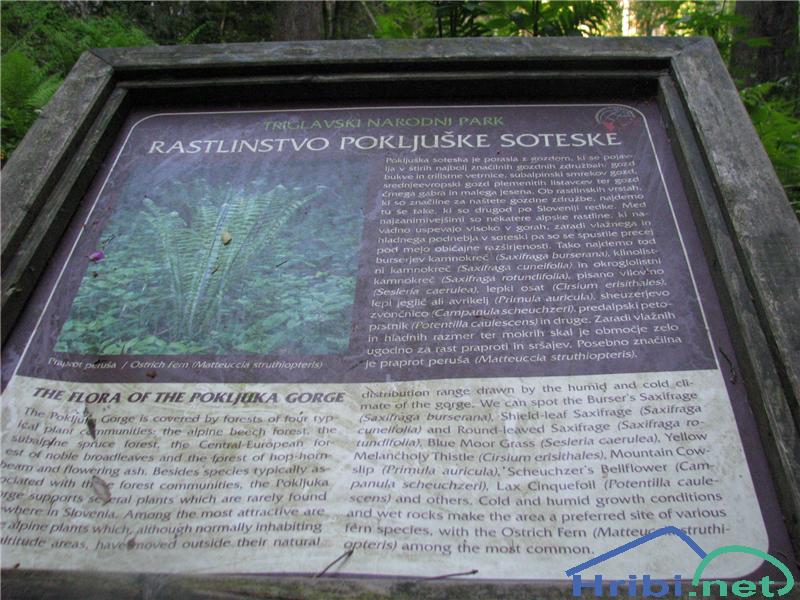 TRIGLAVSKI NARODNI PARK
RASTLINSTVO POKLJUŠKE SOTESKE
Pokljuška soteska je porasla z gozdom, ki se pojav-
lja v štirih najbolj značilnih gozdnih združbah: gozd
bukve in trilistne vetrnice, subalpinski smrekov gozd,
srednjeevropski gozd plemenitih listavcev ter gozd
črnega gabra in malega jesena. Ob rastlinskih vrstah,
ki so značilne za naštete gozdne združbe, najdemo
tu še take, ki so drugod po Sloveniji redke. Med
najzanimivejšimi so nekatere alpske rastline, ki na-
vadno uspevajo visoko v gorah, zaradi vlažnega in
hladnega podnebja v soteski pa so se spustile precej
pod mejo običajne razširjenosti. Tako najdemo tod
burserjev kamnokreč (Saxifraga burserana), klinolist-
ni kamnokreč (Saxifraga cuneifolia) in okroglolistni
kamnokreč (Saxifraga rotundifolia), pisano vilovino
(Sesleria caerulea), lepki osat (Cirsium erisithales),
lepi jeglič ali avrikelj (Primula auricula), sheuzerjevo
zvončnico (Campanula scheuchzeri), predalpski peto-
prstnik (Potentilla caulescens) in druge. Zaradi vlažnih
in hladnih razmer ter mokrih skal je območje zelo
ugodno za rast praproti in sršajev. Posebno značilna
je praprot peruša (Matteuccia struthiopteris).
Praprot peruša / Ostrich Fern (Matteuccia struthiopteris)
THE FLORA OF THE POKLJUKA GORGE
The Pokljuka Gorge is covered by forests of four typ-
ical plant communities: the alpine beech forest, the
subalpine spruce forest, the Central-European for-
est of noble broadleaves and the forest of hop-horn-
beam and flowering ash. Besides species typically as-
ociated with the forest communities, the Pokljuka
orge supports several plants which are rarely found
where in Slovenia. Among the most attractive are
alpine plants which, although normally inhabiting
altitude areas, have moved outside their natural
distribution range drawn by the humid and cold cli-
mate of the gorge. We can spot the Burser's Saxifrage
(Saxifraga burserana), Shield-leaf Saxifrage (Saxifraga
cuneifolia) and Round-leaved Saxifrage (Saxifraga ro-
tundifolia), Blue Moor Grass (Sesleria caerulea), Yellow
Melancholy Thistle (Cirsium erisithales), Mountain Cow-
slip (Primula auricula), Scheuchzer's Bellflower (Cam-
panula scheuchzeri), Lax Cinquefoil (Potentilla caule-
scens) and others. Cold and humid growth conditions
and wet rocks make the area a preferred site of various
fern species, with the Ostrich Fern (Matteuccia struthi-
opteris) among the most common.
Hribi.net